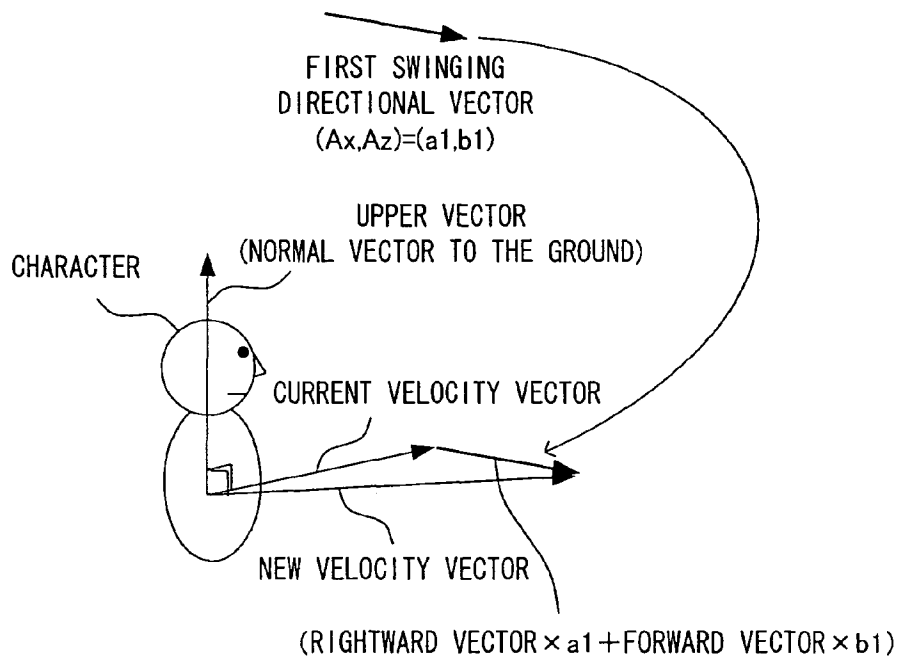 FIRST SWINGING
DIRECTIONAL VECTOR
(Ax,Az)=(a1,b1)
UPPER VECTOR
(NORMAL VECTOR TO THE GROUND)
CHARACTER
CURRENT VELOCITY VECTOR
NEW VELOCITY VECTOR
(RIGHTWARD VECTOR×a1+FORWARD VECTOR×b1)